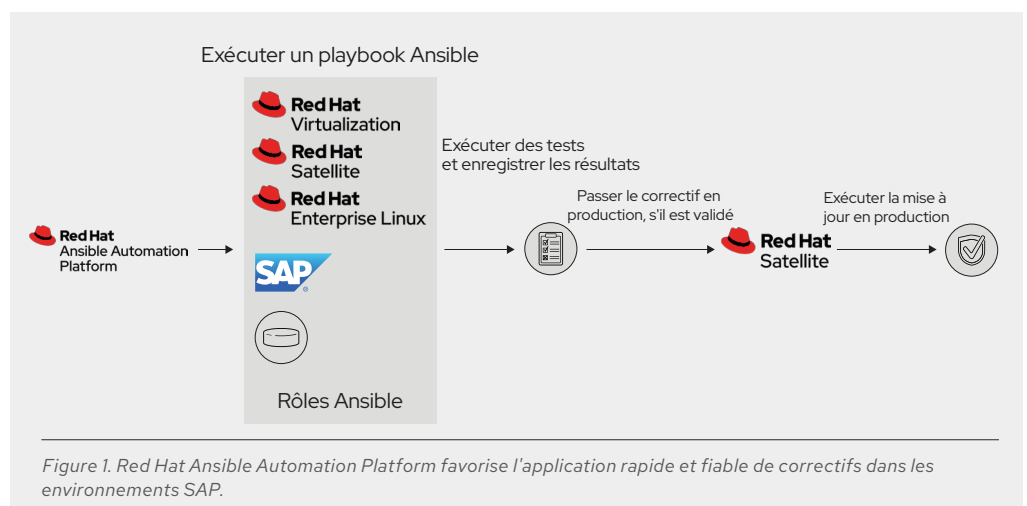 Exécuter un playbook Ansible
Red Hat
Virtualization
Red Hat
Satellite
Red Hat
Enterprise Linux
SAP
Rôles Ansible
Red Hat
Ansible Automation
Platform
Exécuter des tests
et enregistrer les résultats
Passer le correctif en
production, s'il est validé
Red Hat
Satellite
Exécuter la mise à
jour en production
Figure 1. Red Hat Ansible Automation Platform favorise l'application rapide et fiable de correctifs dans les
environnements SAP.